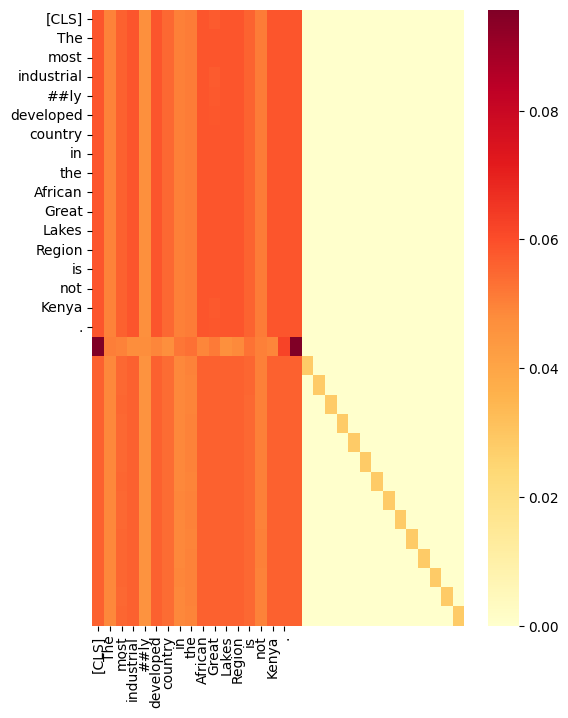 [CLS]
The
most
industrial
##ly
developed
country
in
the
African
Great
Lakes
Region
is
not
Kenya
.
0.08
0.06
0.04
0.02
0.00
[CLS]
The
most
industrial
##ly
developed
country
in
the
African
Great
Lakes
Region
is
not
Kenya
.